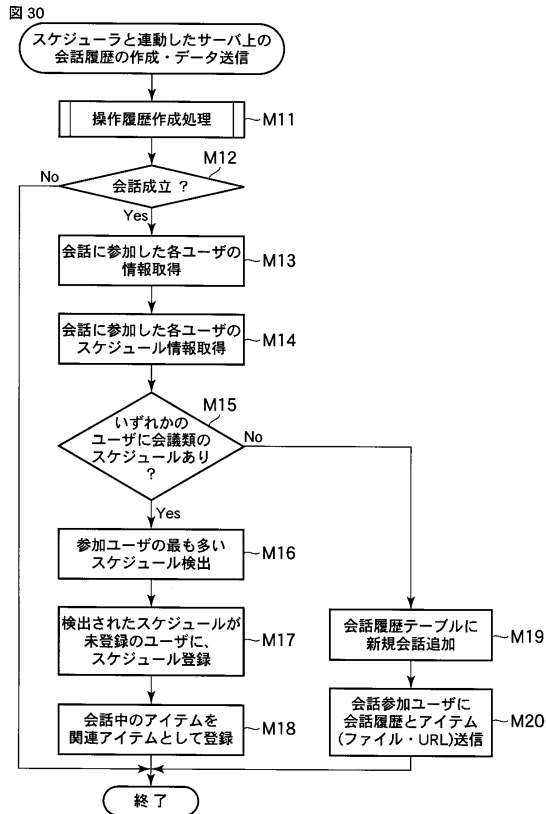 図30
スケジューラと連動したサーバ上の
会話履歴の作成・データ送信
操作履歴作成処理
M11
M12
会話成立 ?
No
Yes
会話に参加した各ユーザの
情報取得
M13
会話に参加した各ユーザの
スケジュール情報取得
M14
M15
いずれかの
ユーザに会議類の
スケジュールあり
?
No
Yes
参加ユーザの最も多い
スケジュール検出
M16
検出されたスケジュールが
未登録のユーザに、
スケジュール登録
M17
会話中のアイテムを
関連アイテムとして登録
M18
会話履歴テーブルに
新規会話追加
M19
会話参加ユーザに
会話履歴とアイテム
(ファイル・URL)送信
M20
終了